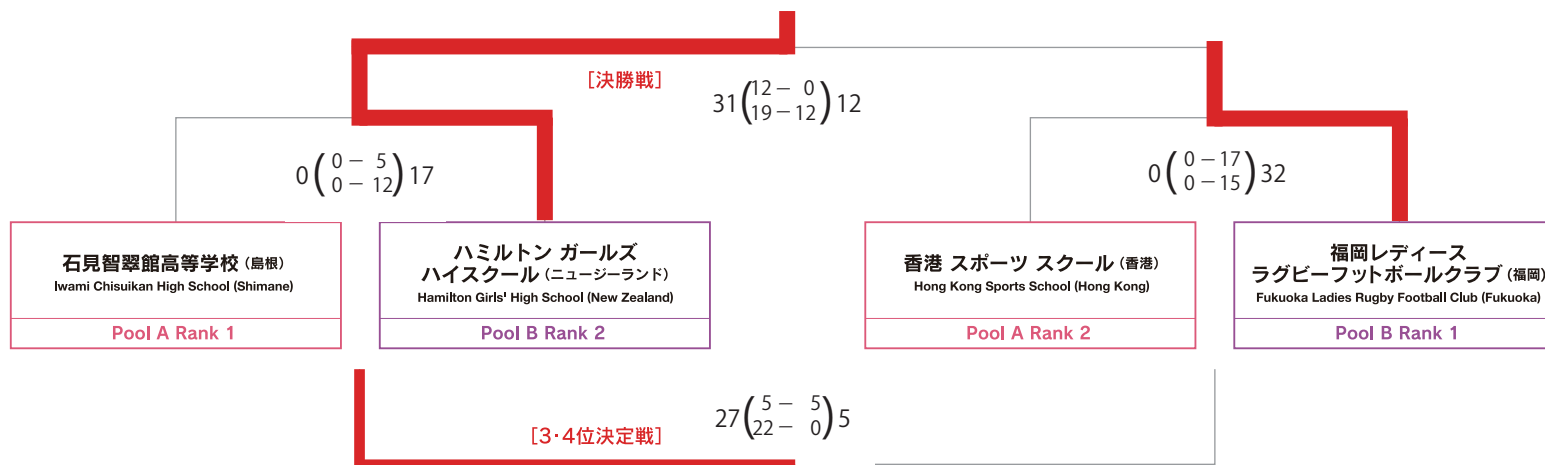 [決勝戦]
31(12 − 0
19 − 12)12
0(0 − 5
0 − 12)17
0(0 − 17
0 − 15)32
石見智翠館高等学校（島根）
Iwami Chisuikan High School (Shimane)
Pool A Rank 1
ハミルトン ガールズ
ハイスクール（ニュージーランド）
Hamilton Girls' High School (New Zealand)
Pool B Rank 2
香港 スポーツ スクール（香港）
Hong Kong Sports School (Hong Kong)
Pool A Rank 2
福岡レディース
ラグビーフットボールクラブ（福岡）
Fukuoka Ladies Rugby Football Club (Fukuoka)
Pool B Rank 1
27(5 − 5
22 − 0)5
[3・4位決定戦]